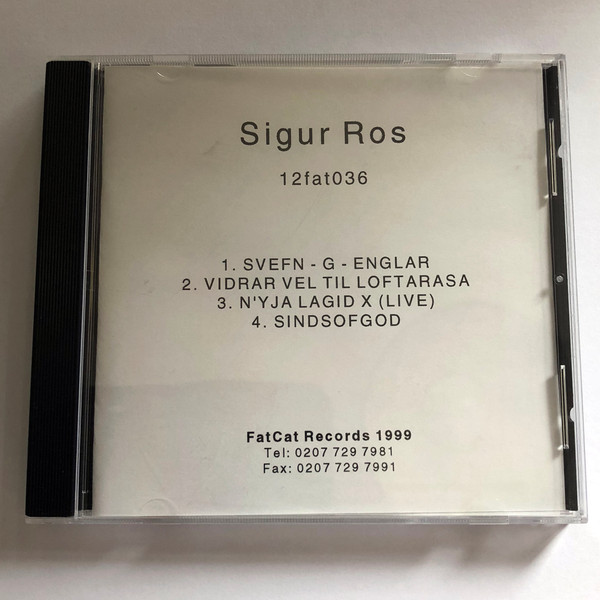 Sigur Ros
12fat036
1. SVEFN - G - ENGLAR
2. VIDRAR VEL TIL LOFTARASA
3. N'YJA LAGID X (LIVE)
4. SINDSOFGOD
FatCat Records 1999
Tel: 0207 729 7981
Fax: 0207 729 7991